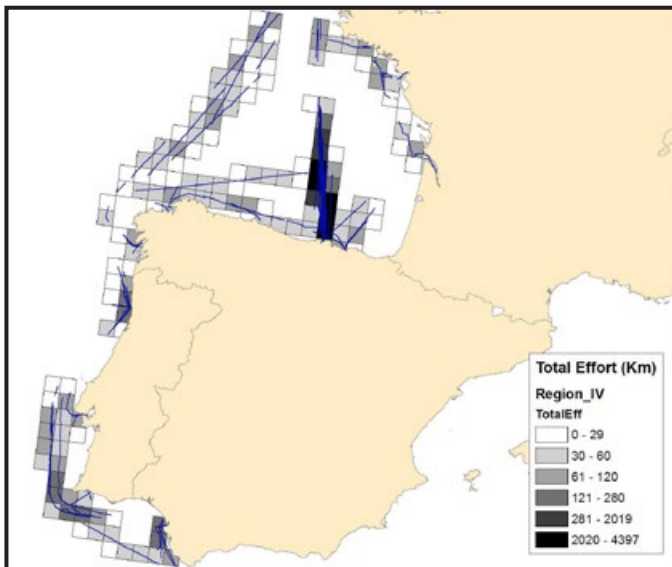 Total Effort (Km)
Region_IV
TotalEff
0 - 29
30 - 60
61 - 120
121 - 280
281 - 2019
2020 - 4397